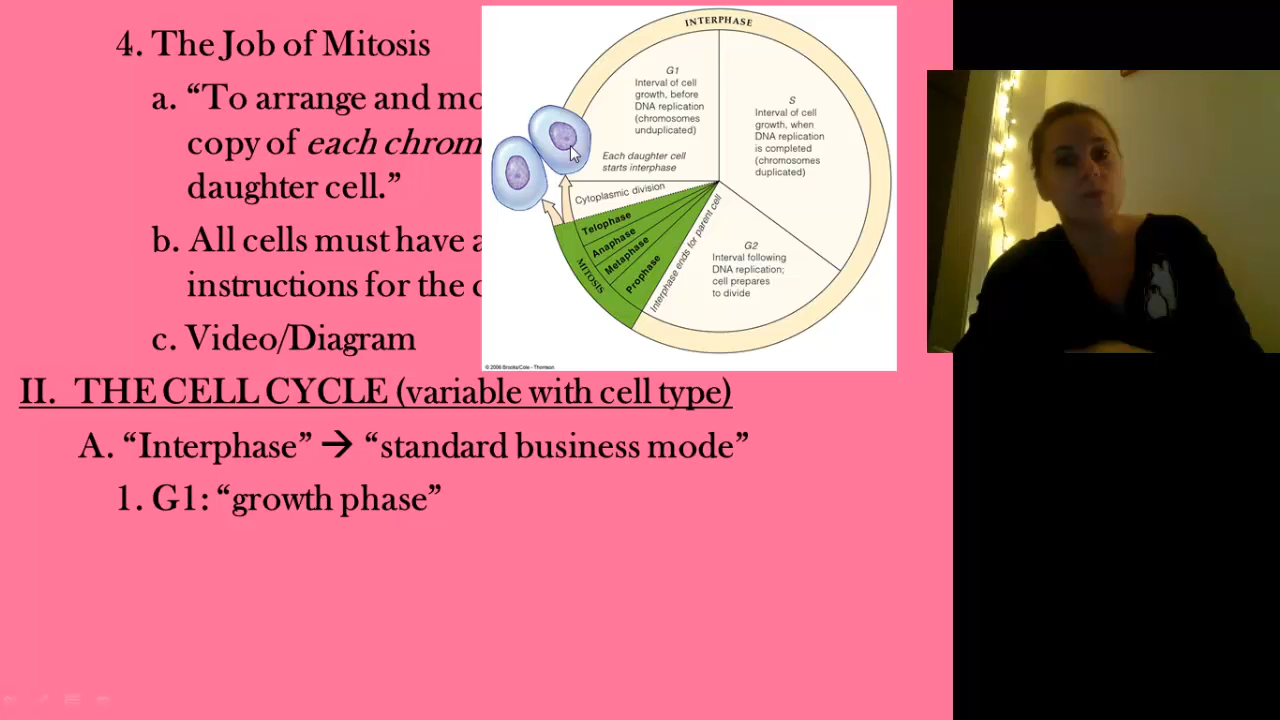 4. The Job of Mitosis
a. “To arrange and mo
copy of each chrom
daughter cell.”
b. All cells must have a
instructions for the c
c. Video/Diagram
II. THE CELL CYCLE (variable with cell type)
A. “Interphase” → “standard business mode”
1. G1: “growth phase”
INTERPHASE
G1
Interval of cell
growth, before
DNA replication
(chromosomes
unduplicated)
Each daughter cell
starts interphase
S
Interval of cell
growth, when
DNA replication
is completed
(chromosomes
duplicated)
Cytoplasmic division
Telophase
Anaphase
Metaphase
Prophase
MITOSIS
Interphase ends for parent cell
G2
Interval following
DNA replication;
cell prepares
to divide
© 2006 Brooks/Cole - Thomson